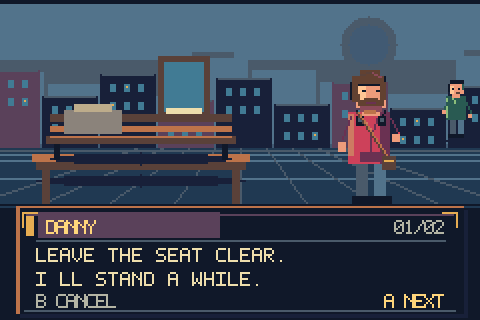 DANNY
01/02
LEAVE THE SEAT CLEAR.
I LL STAND A WHILE.
B CANCEL
A NEXT